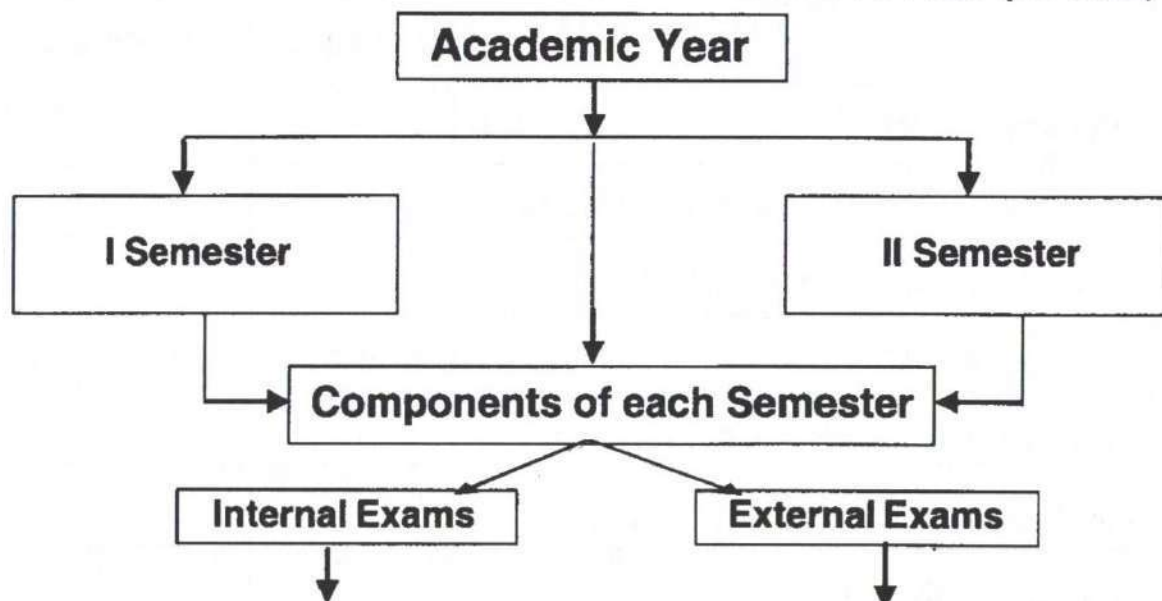 Academic Year
I Semester
II Semester
Components of each Semester
Internal Exams
External Exams